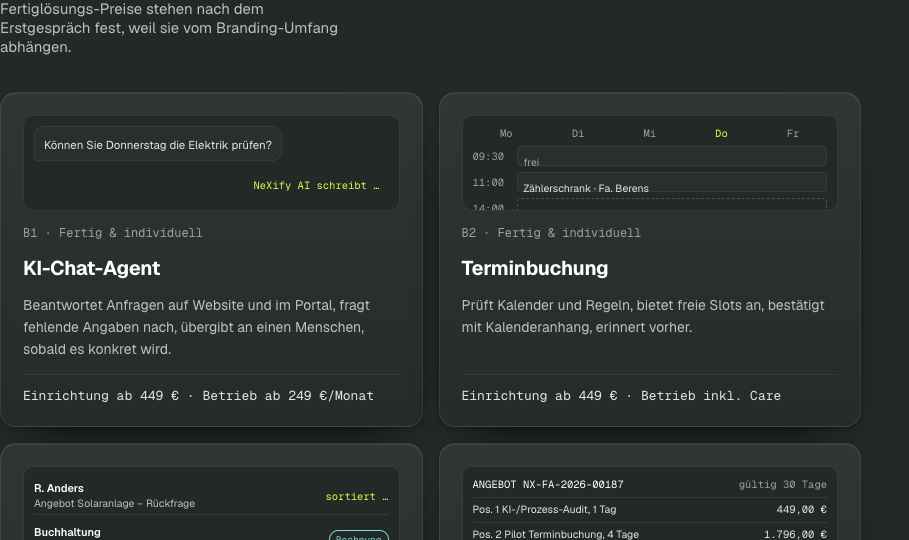 Fertiglösungs-Preise stehen nach dem
Erstgespräch fest, weil sie vom Branding-Umfang
abhängen.
Können Sie Donnerstag die Elektrik prüfen?
NeXify AI schreibt …
B1 · Fertig & individuell
KI-Chat-Agent
Beantwortet Anfragen auf Website und im Portal, fragt
fehlende Angaben nach, übergibt an einen Menschen,
sobald es konkret wird.
Einrichtung ab 449 € · Betrieb ab 249 €/Monat
Mo Di Mi Do Fr
09:30 frei
11:00 Zählerschrank · Fa. Berens
14:00
B2 · Fertig & individuell
Terminbuchung
Prüft Kalender und Regeln, bietet freie Slots an, bestätigt
mit Kalenderanhang, erinnert vorher.
Einrichtung ab 449 € · Betrieb inkl. Care
R. Anders
Angebot Solaranlage – Rückfrage
sortiert …
Buchhaltung
Rechnung
ANGEBOT NX-FA-2026-00187 gültig 30 Tage
Pos. 1 KI-/Prozess-Audit, 1 Tag 449,00 €
Pos. 2 Pilot Terminbuchung, 4 Tage 1.796,00 €